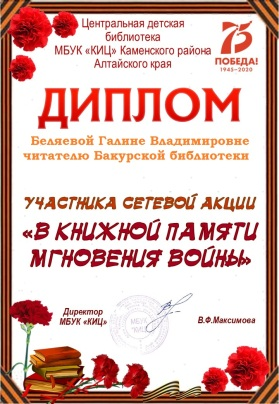 Центральная детская
библиотека
МБУК «КИЦ» Каменского района
Алтайского края
75
ПОБЕДА!
1945-2020
ДИПЛОМ
Беляевой Галине Владимировне
читателю Бакурской библиотеки
УЧАСТНИКА СЕТЕВОЙ АКЦИИ
«В КНИЖНОЙ ПАМЯТИ
МГНОВЕНИЯ ВОЙНЫ»
Директор
МБУК «КИЦ»
В.Ф.Максимова